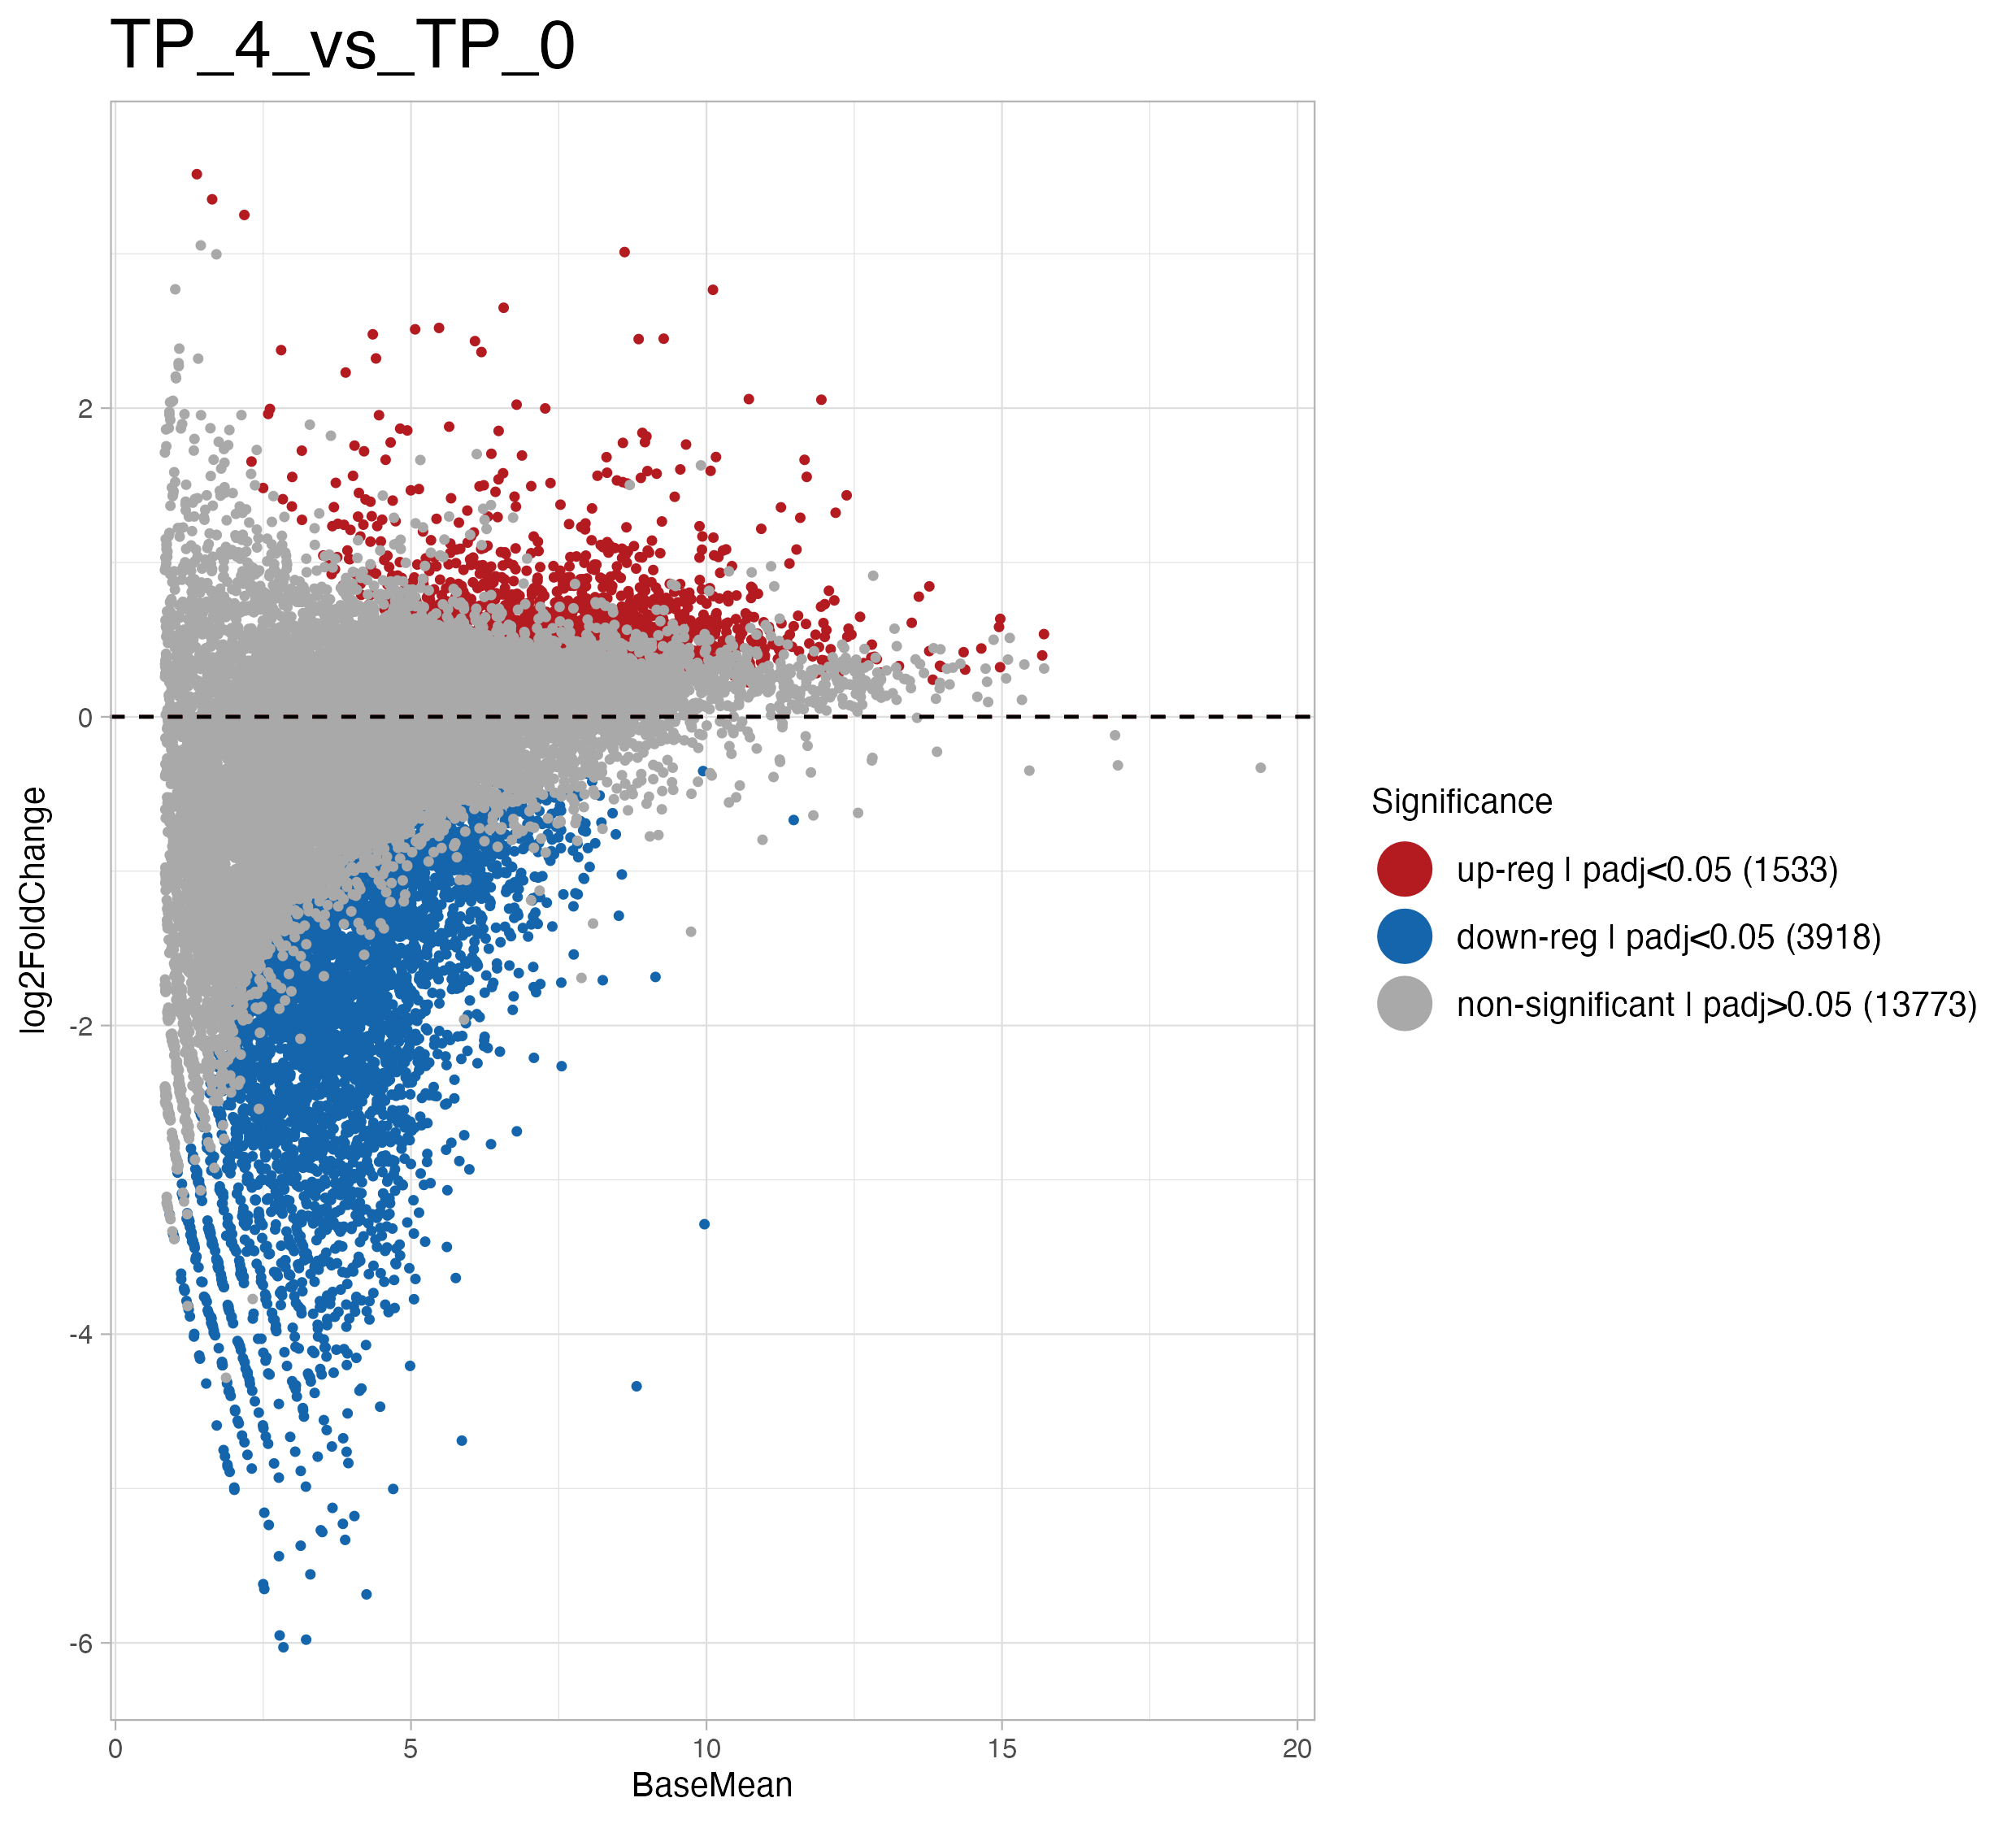 TP_4_vs_TP_0
2
0
-2
-4
-6
log2FoldChange
0 5 10 15 20
BaseMean
Significance
up-reg | padj<0.05 (1533)
down-reg | padj<0.05 (3918)
non-significant | padj>0.05 (13773)